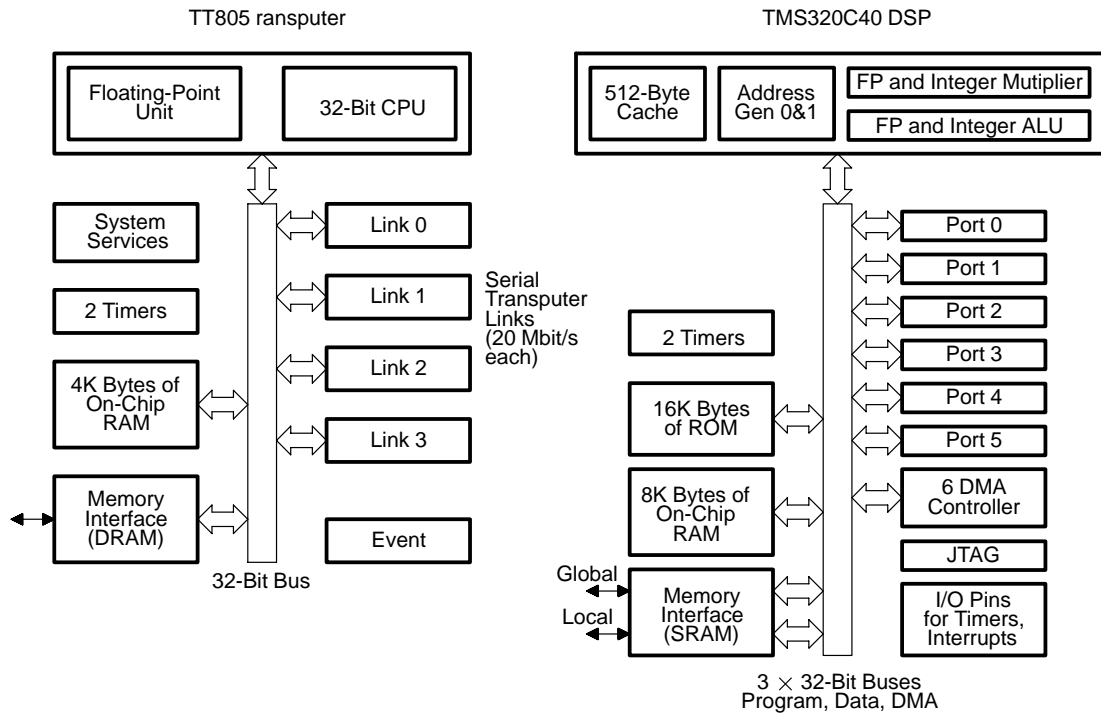 TT805 ransputer
Floating-Point
Unit
32-Bit CPU
System
Services
2 Timers
4K Bytes of
On-Chip
RAM
Memory
Interface
(DRAM)
32-Bit Bus
Link 0
Link 1
Link 2
Link 3
Event
Serial
Transputer
Links
(20 Mbit/s
each)
TMS320C40 DSP
512-Byte
Cache
Address
Gen 0&1
FP and Integer Mutiplier
FP and Integer ALU
2 Timers
16K Bytes
of ROM
8K Bytes of
On-Chip
RAM
Global
Local
Memory
Interface
(SRAM)
Port 0
Port 1
Port 2
Port 3
Port 4
Port 5
6 DMA
Controller
JTAG
I/O Pins
for Timers,
Interrupts
3 × 32-Bit Buses
Program, Data, DMA